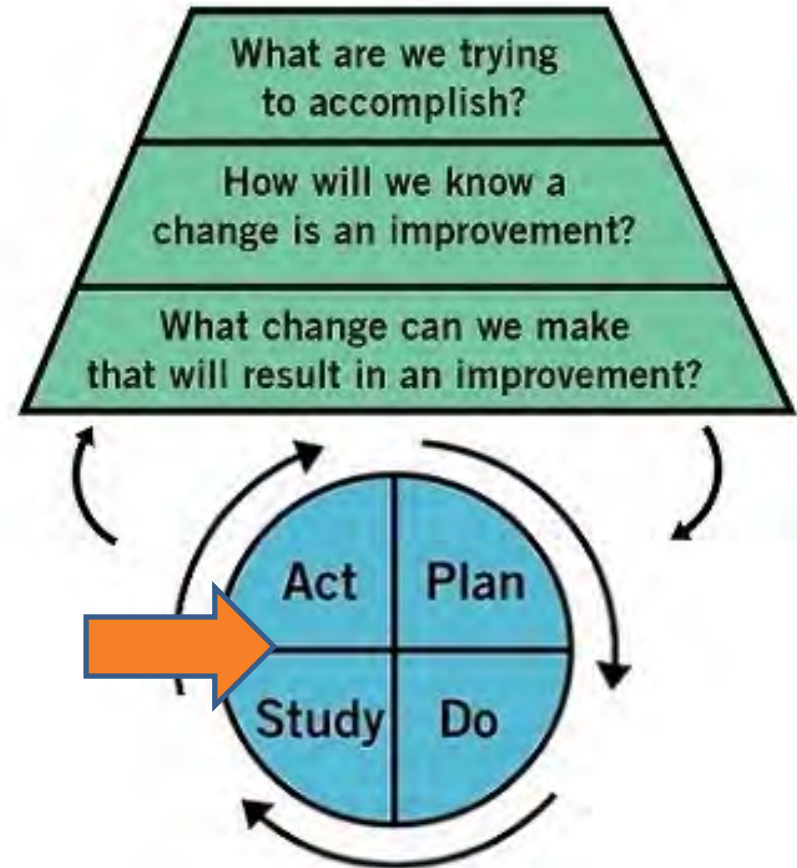 What are we trying
to accomplish?
How will we know a
change is an improvement?
What change can we make
that will result in an improvement?
Act
Plan
Study
Do